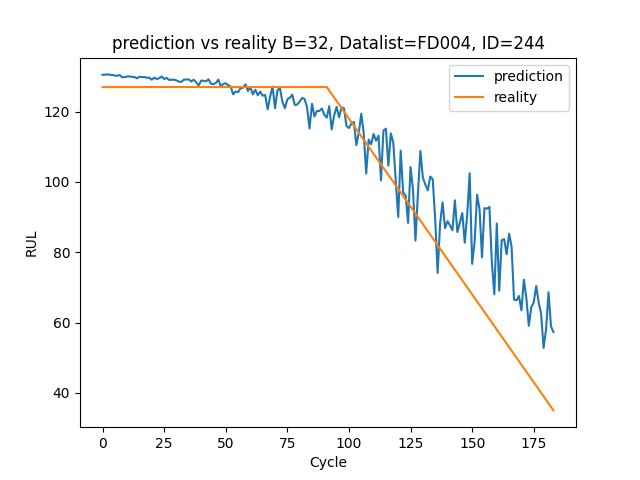 prediction vs reality B=32, Datalist=FD004, ID=244
prediction
reality
120
100
80
60
40
RUL
0
25
50
75
100
125
150
175
Cycle